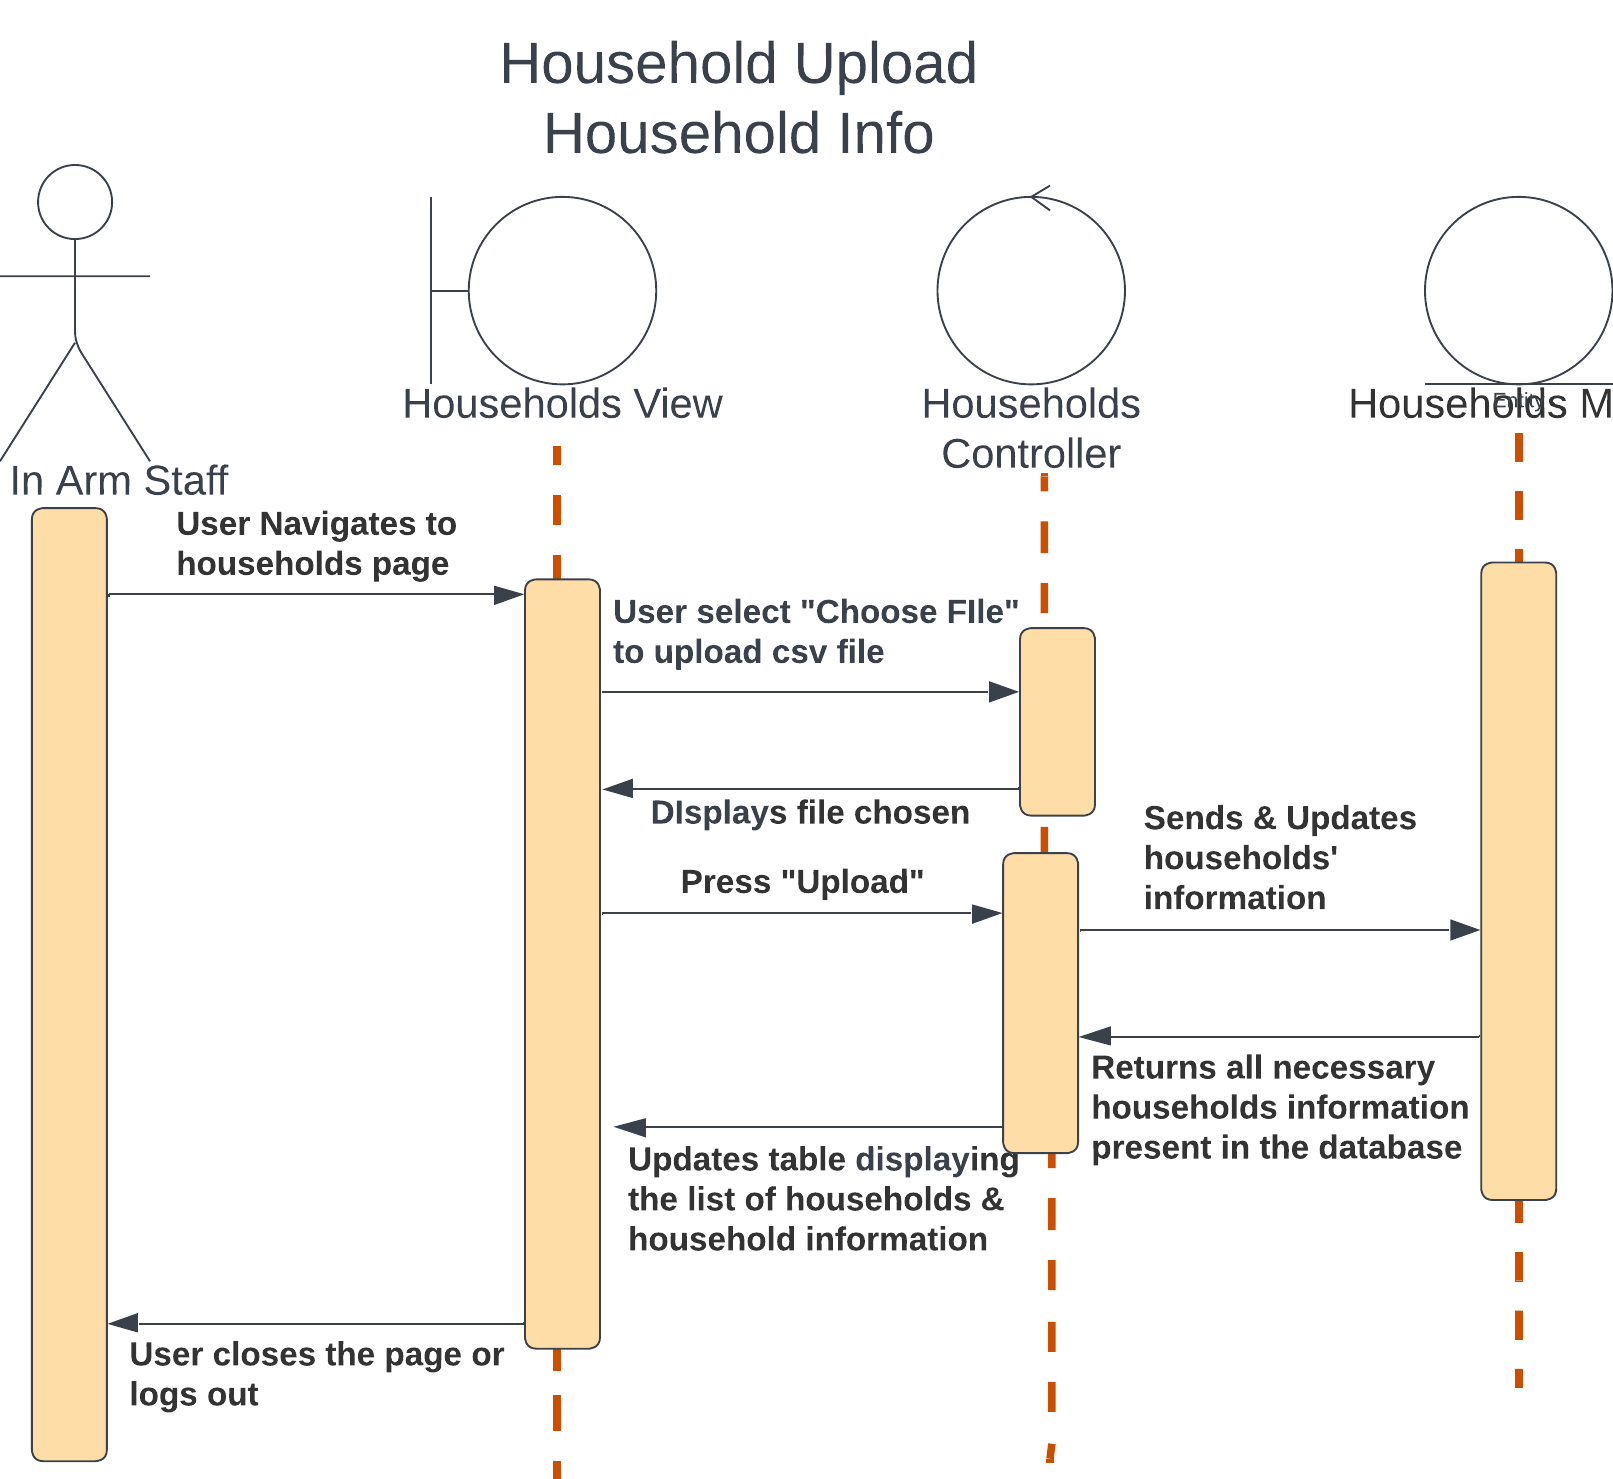 Household Upload
Household Info
Households View
Households
Controller
Entity
Households M
In Arm Staff
User Navigates to
households page
User select "Choose FIle"
to upload csv file
DIsplays file chosen
Sends & Updates
households'
information
Press "Upload"
Returns all necessary
households information
present in the database
Updates table displaying
the list of households &
household information
User closes the page or
logs out